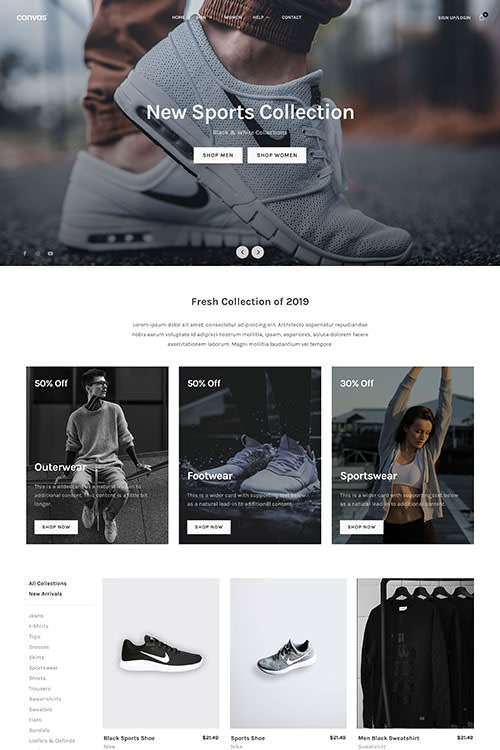 canvas
HOME
MEN
WOMEN
HELP
CONTACT
SIGN UP/LOGIN
New Sports Collection
Black & White Collections
SHOP MEN
SHOP WOMEN
Fresh Collection of 2019
Lorem ipsum dolor sit amet, consectetur adipisicing elit. Architecto aspernatur repudiandae
nobis earum voluptate id adipisci nostrum mollitia, ipsam, asperiores, soluta dolorem facere
exercitationem laborum. Magni mollitia laudantium vel tempore.
50% Off
Outerwear
This is a wider card as a natural lead-in to
additional content. This content is a little bit
longer.
SHOP NOW
50% Off
Footwear
This is a wider card with supporting text below
as a natural lead-in to additional content.
SHOP NOW
30% Off
Sportswear
This is a wider card with supporting text below
as a natural lead-in to additional content.
SHOP NOW
All Collections
New Arrivals
Jeans
T-Shirts
Tops
Dresses
Skirts
Sportswear
Shorts
Trousers
Sweat-shirts
Sweaters
Flats
Sandals
Loafers & Oxfords
Black Sports Shoe
$21.49
Nike
Sports Shoe
$21.49
Nike
Men Black Sweatshirt
$21.49
Sweatshirt